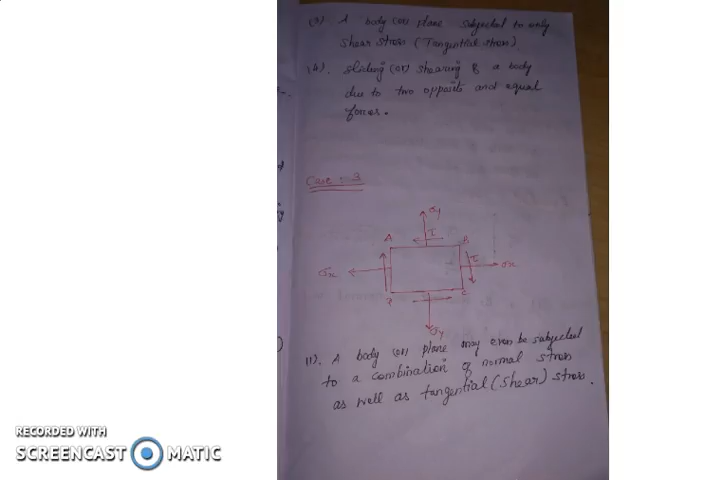 (3). A body (or) plane subjected to only
shear stress (Tangential stress)
(4). sliding (or) shearing of a body
due to two opposite and equal
forces.
Case - 3
σy
A τ B
σx τ σx
C
σy
(1). A body (or) plane may even be subjected
to a combination of normal stress
as well as tangential (shear) stress.
RECORDED WITH
SCREENCAST MATIC